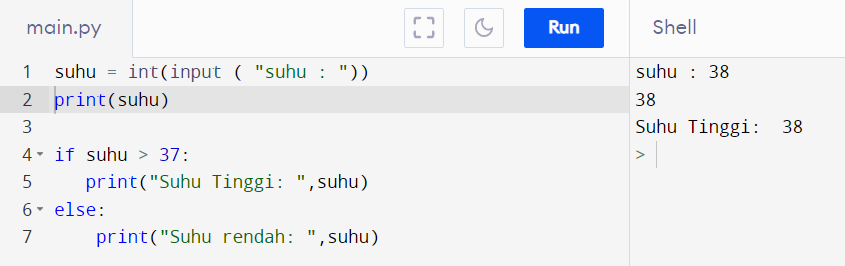 main.py Run Shell
1 suhu = int(input ( "suhu : "))
2 print(suhu)
3
4 if suhu > 37:
5    print("Suhu Tinggi: ",suhu)
6 else:
7     print("Suhu rendah: ",suhu)
suhu : 38
38
Suhu Tinggi:  38
>